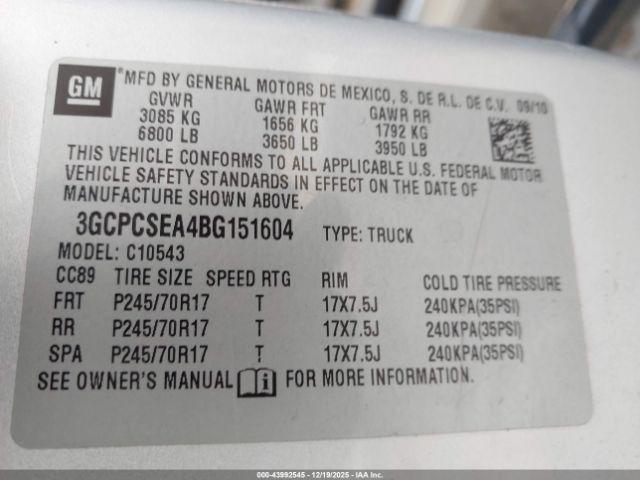 GM *MFD BY GENERAL MOTORS DE MEXICO, S. DE R.L. DE C.V. 09/10
GVWR GAWR FRT GAWR RR
3085 KG 1656 KG 1792 KG
6800 LB 3650 LB 3950 LB
THIS VEHICLE CONFORMS TO ALL APPLICABLE U.S. FEDERAL MOTOR
VEHICLE SAFETY STANDARDS IN EFFECT ON THE DATE OF
MANUFACTURE SHOWN ABOVE.
3GCPCSEA4BG151604 TYPE: TRUCK
MODEL: C10543
CC89 TIRE SIZE SPEED RTG RIM COLD TIRE PRESSURE
FRT P245/70R17 T 17X7.5J 240KPA(35PSI)
RR P245/70R17 T 17X7.5J 240KPA(35PSI)
SPA P245/70R17 T 17X7.5J 240KPA(35PSI)
SEE OWNER'S MANUAL FOR MORE INFORMATION.
000-43992545 - 12/19/2025 - IAAI.COM